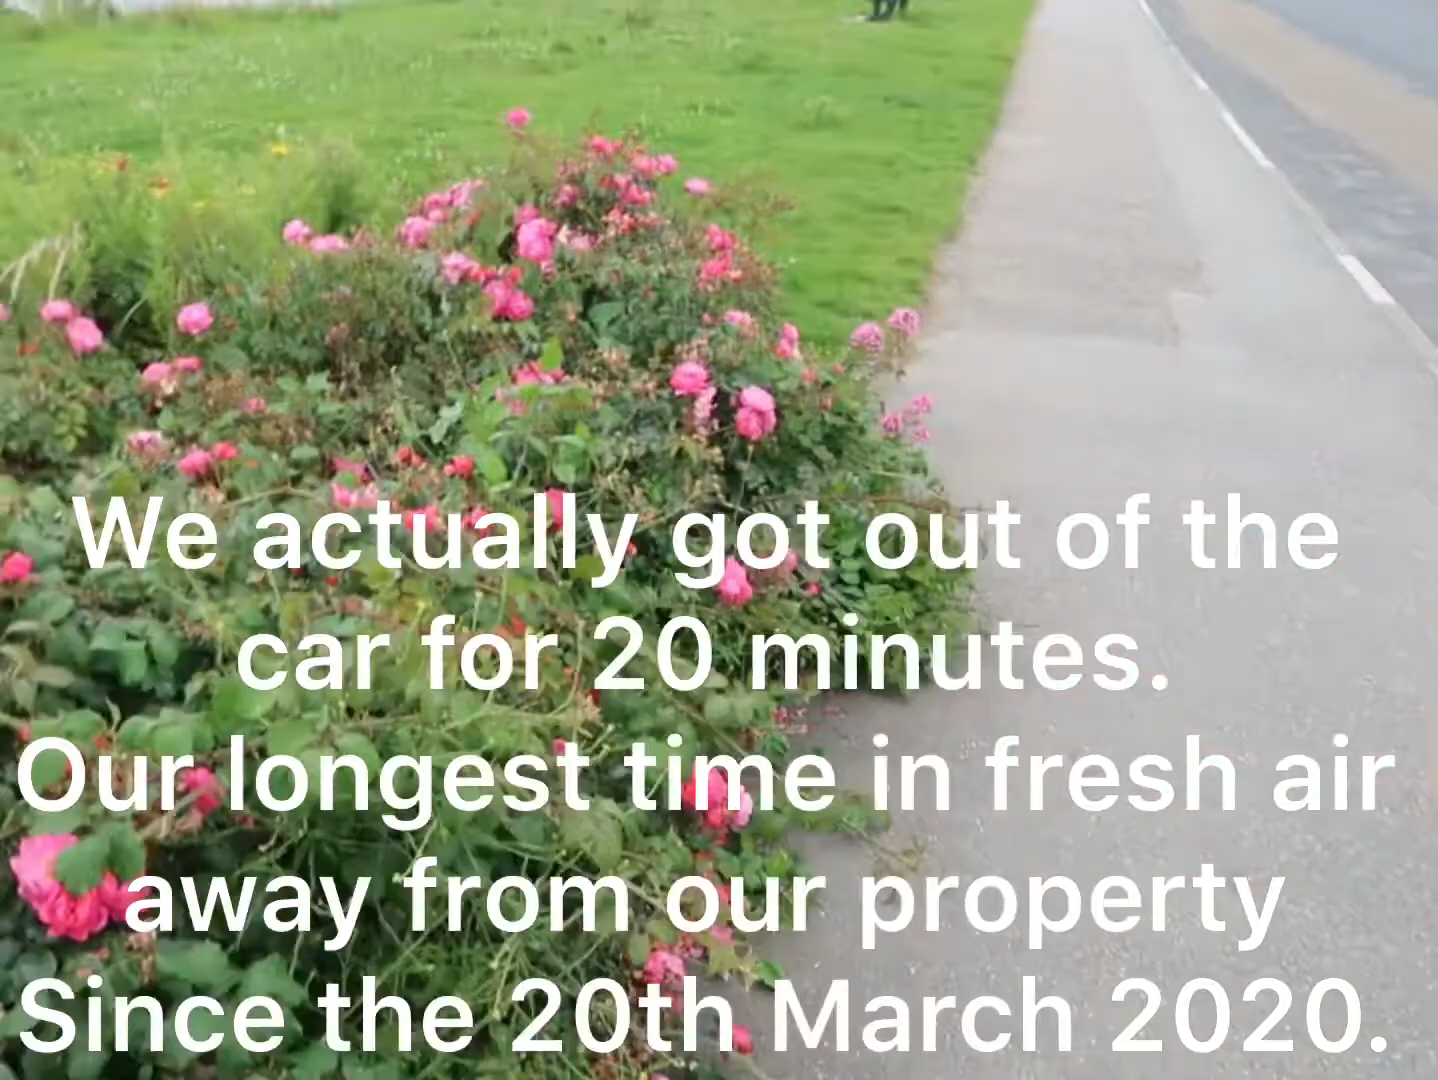 We actually got out of the
car for 20 minutes.
Our longest time in fresh air
away from our property
Since the 20th March 2020.